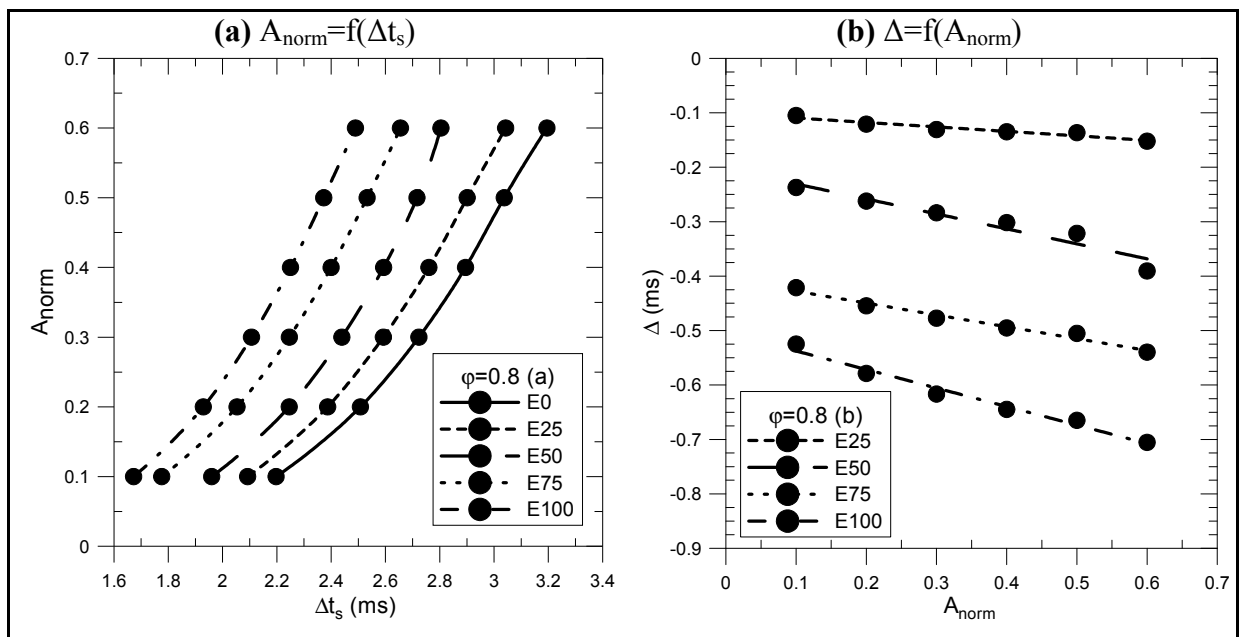 (a) Anorm=f(Δts)
0.7
0.6
0.5
0.4
0.3
0.2
0.1
0
Anorm
1.6 1.8 2 2.2 2.4 2.6 2.8 3 3.2 3.4
Δts (ms)
φ=0.8 (a)
E0
E25
E50
E75
E100
(b) Δ=f(Anorm)
0
-0.1
-0.2
-0.3
-0.4
-0.5
-0.6
-0.7
-0.8
-0.9
Δ (ms)
0 0.1 0.2 0.3 0.4 0.5 0.6 0.7
Anorm
φ=0.8 (b)
E25
E50
E75
E100